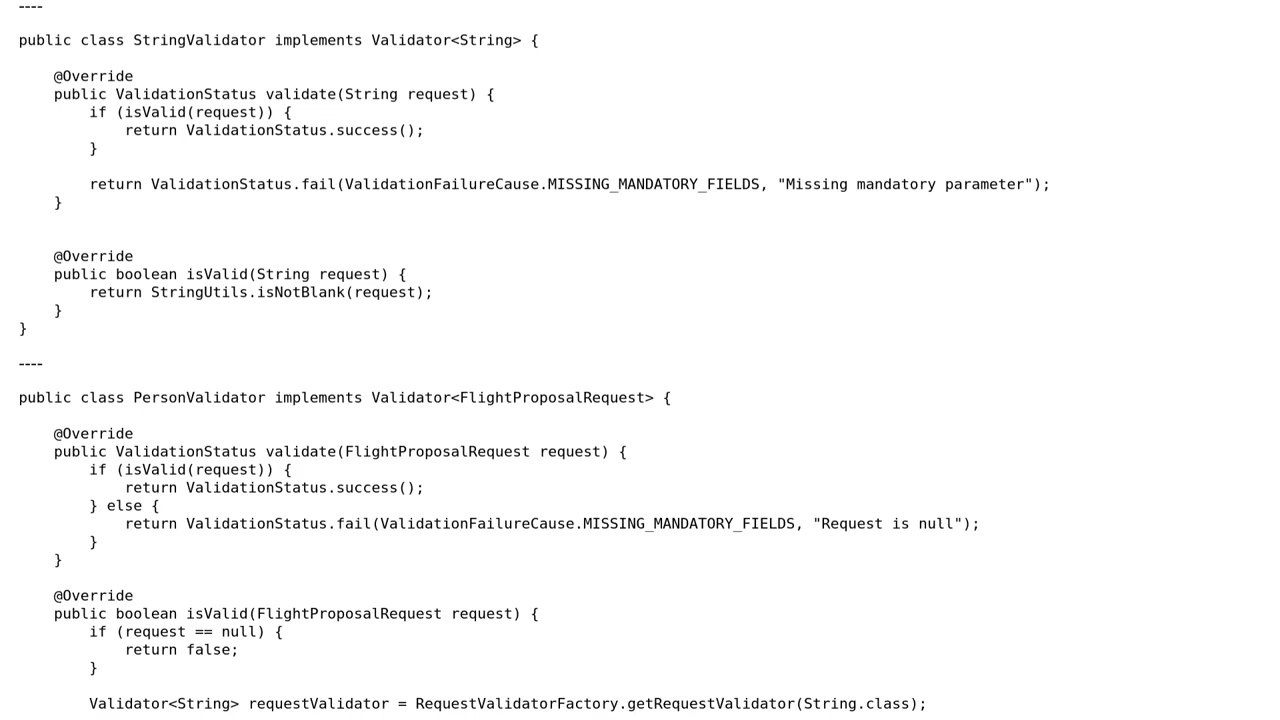 ----
public class StringValidator implements Validator<String> {
    @Override
    public ValidationStatus validate(String request) {
        if (isValid(request)) {
            return ValidationStatus.success();
        }
        return ValidationStatus.fail(ValidationFailureCause.MISSING_MANDATORY_FIELDS, "Missing mandatory parameter");
    }
    @Override
    public boolean isValid(String request) {
        return StringUtils.isNotBlank(request);
    }
}
----
public class PersonValidator implements Validator<FlightProposalRequest> {
    @Override
    public ValidationStatus validate(FlightProposalRequest request) {
        if (isValid(request)) {
            return ValidationStatus.success();
        } else {
            return ValidationStatus.fail(ValidationFailureCause.MISSING_MANDATORY_FIELDS, "Request is null");
        }
    }
    @Override
    public boolean isValid(FlightProposalRequest request) {
        if (request == null) {
            return false;
        }
        Validator<String> requestValidator = RequestValidatorFactory.getRequestValidator(String.class);